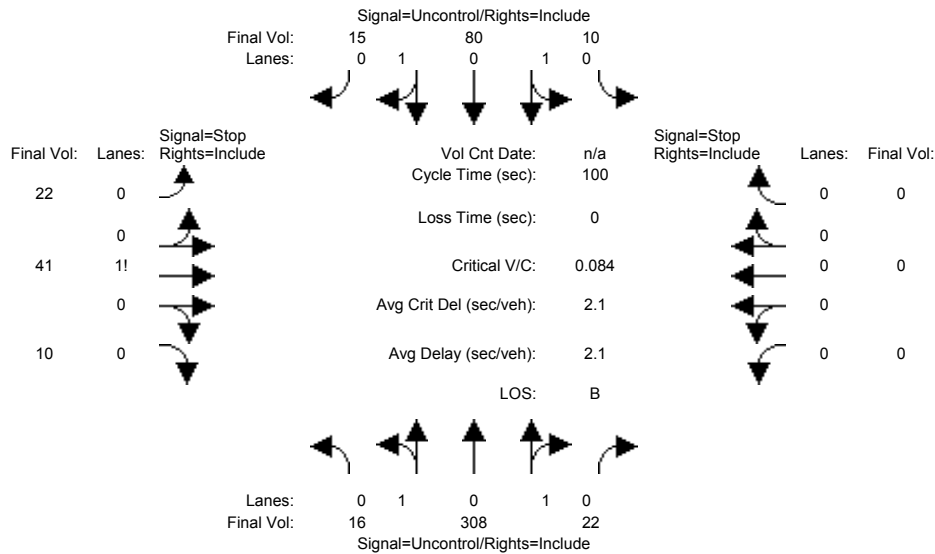 Signal=Uncontrol/Rights=Include
Final Vol: 15 80 10
Lanes: 0 1 0 1 0
Signal=Stop Signal=Stop
Final Vol: Lanes: Rights=Include Vol Cnt Date: n/a Rights=Include Lanes: Final Vol:
Cycle Time (sec): 100
22 0 0 0
Loss Time (sec): 0
0 0
41 1! Critical V/C: 0.084 0 0
0 Avg Crit Del (sec/veh): 2.1 0
10 0 Avg Delay (sec/veh): 2.1 0 0
LOS: B
Lanes: 0 1 0 1 0
Final Vol: 16 308 22
Signal=Uncontrol/Rights=Include